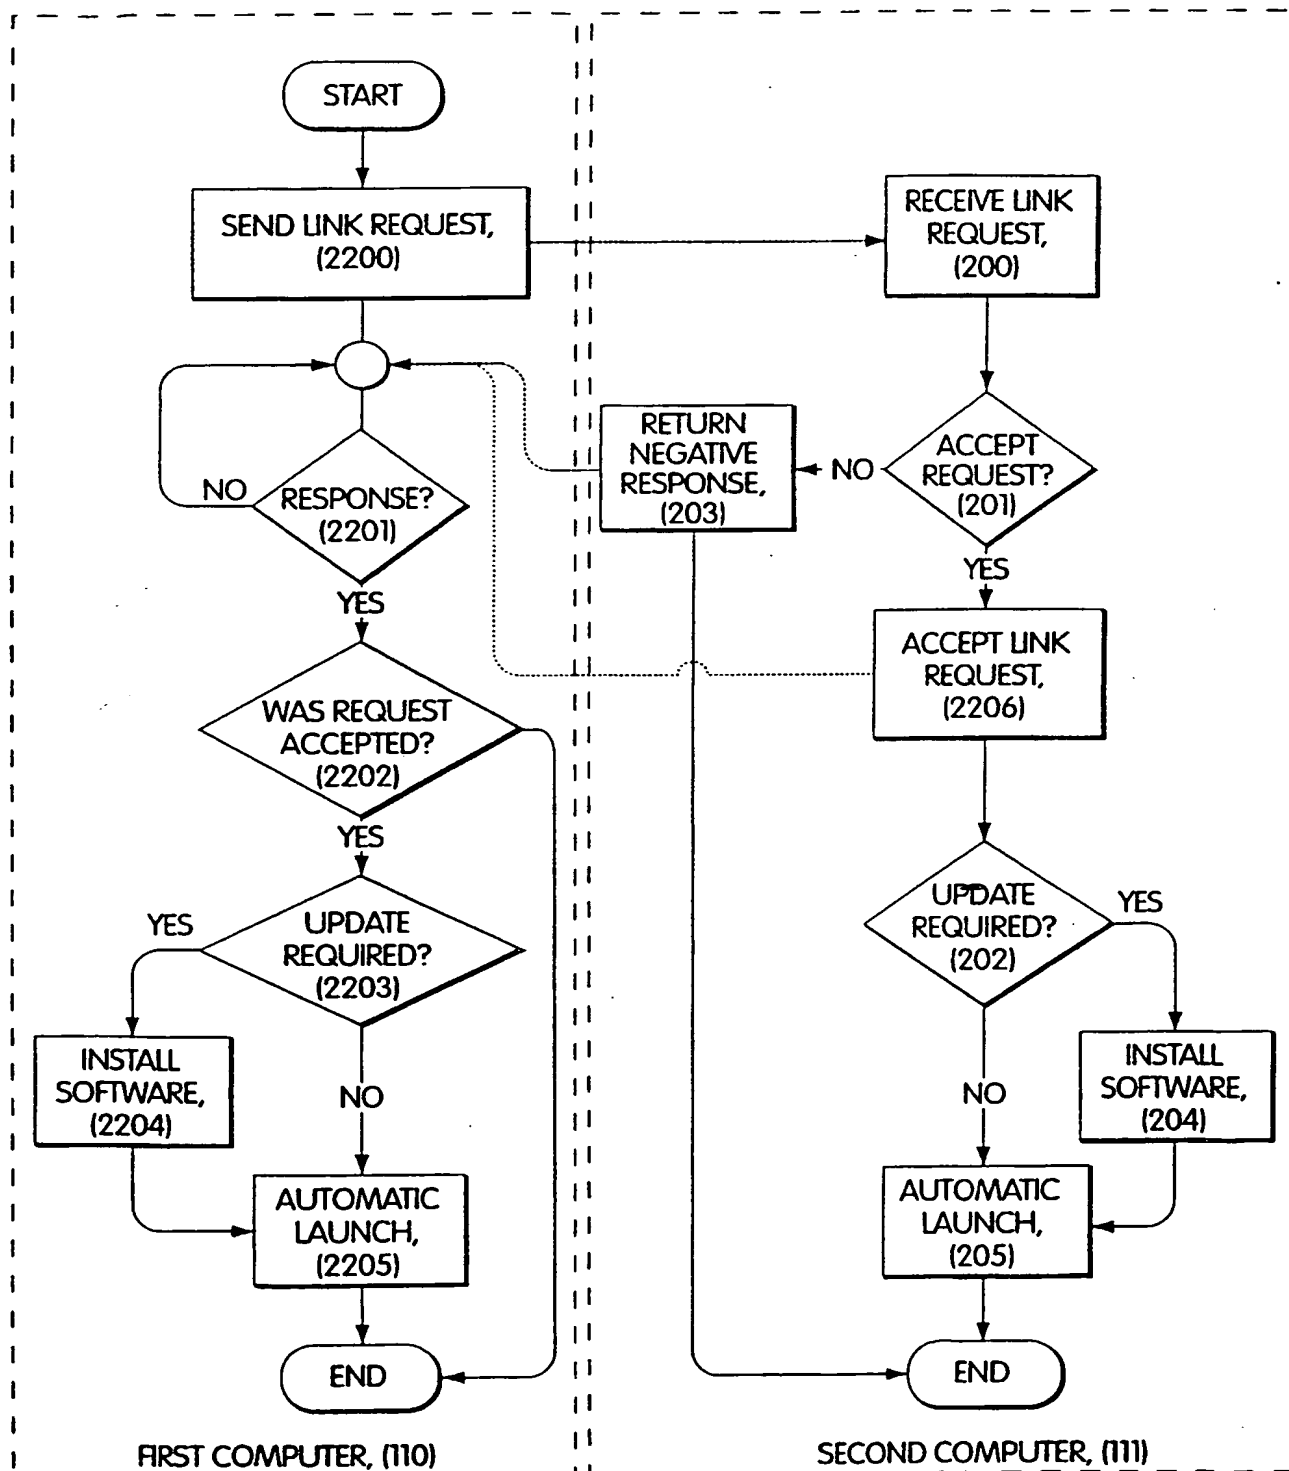 START
SEND LINK REQUEST,
(2200)
RECEIVE LINK
REQUEST,
(200)
RETURN
NEGATIVE
RESPONSE,
(203)
NO
ACCEPT
REQUEST?
(201)
NO
RESPONSE?
(2201)
YES
YES
ACCEPT LINK
REQUEST,
(2206)
WAS REQUEST
ACCEPTED?
(2202)
YES
YES
UPDATE
REQUIRED?
(2203)
UPDATE
REQUIRED?
(202)
YES
INSTALL
SOFTWARE,
(2204)
NO
NO
INSTALL
SOFTWARE,
(204)
AUTOMATIC
LAUNCH,
(2205)
AUTOMATIC
LAUNCH,
(205)
END
END
FIRST COMPUTER, (110)
SECOND COMPUTER, (111)